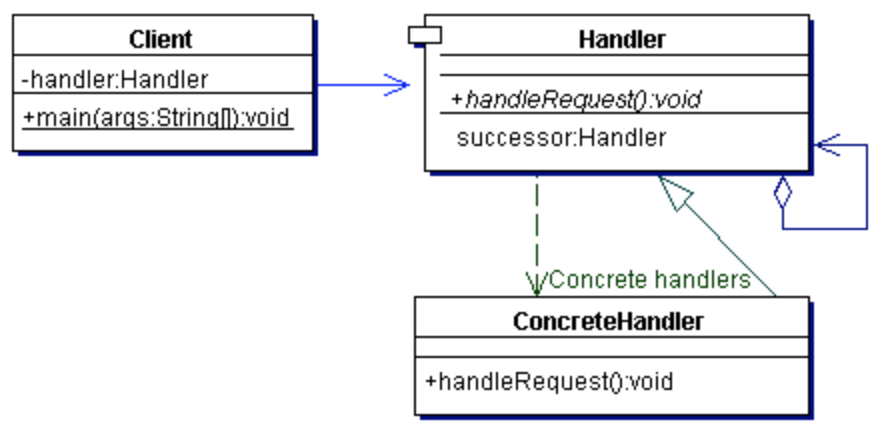 Client
-handler:Handler
+main(args:String[]):void
Handler
+handleRequest():void
successor:Handler
Concrete handlers
ConcreteHandler
+handleRequest():void